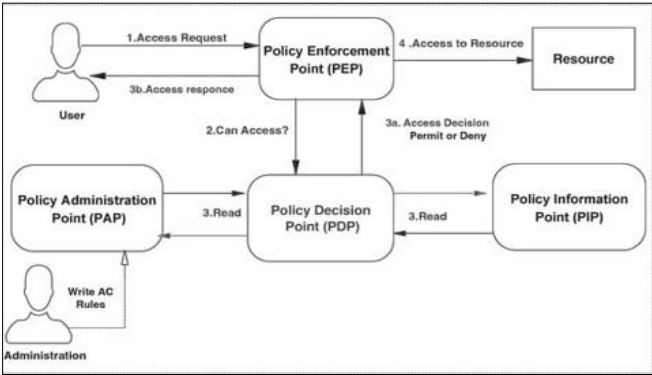 1.Access Request
Policy Enforcement
Point (PEP)
4 .Access to Resource
Resource
3b.Access responce
User
2.Can Access?
3a. Access Decision
Permit or Deny
Policy Administration
Point (PAP)
3.Read
Policy Decision
Point (PDP)
3.Read
Policy Information
Point (PIP)
Write AC
Rules
Administration